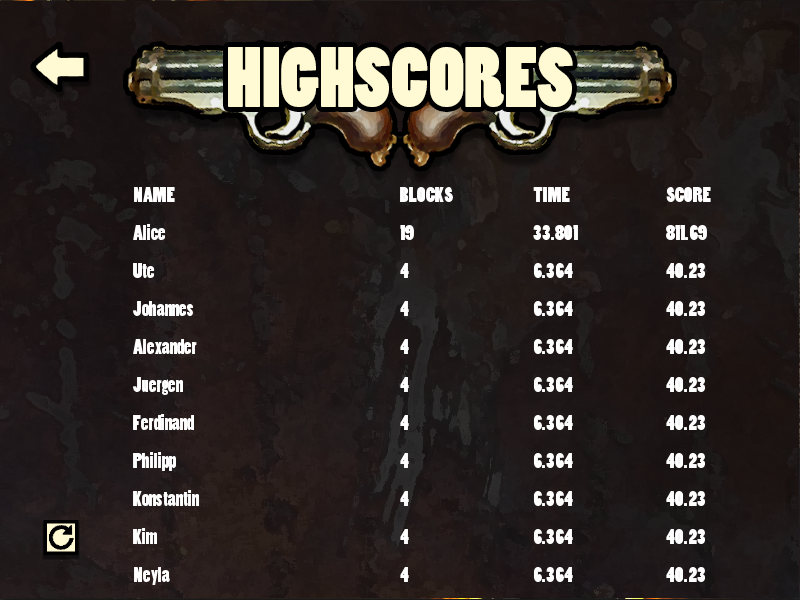 HIGHSCORES
NAME BLOCKS TIME SCORE
Alice 19 33.801 811.69
Ute 4 6.364 40.23
Johannes 4 6.364 40.23
Alexander 4 6.364 40.23
Juergen 4 6.364 40.23
Ferdinand 4 6.364 40.23
Philipp 4 6.364 40.23
Konstantin 4 6.364 40.23
Kim 4 6.364 40.23
Neyla 4 6.364 40.23